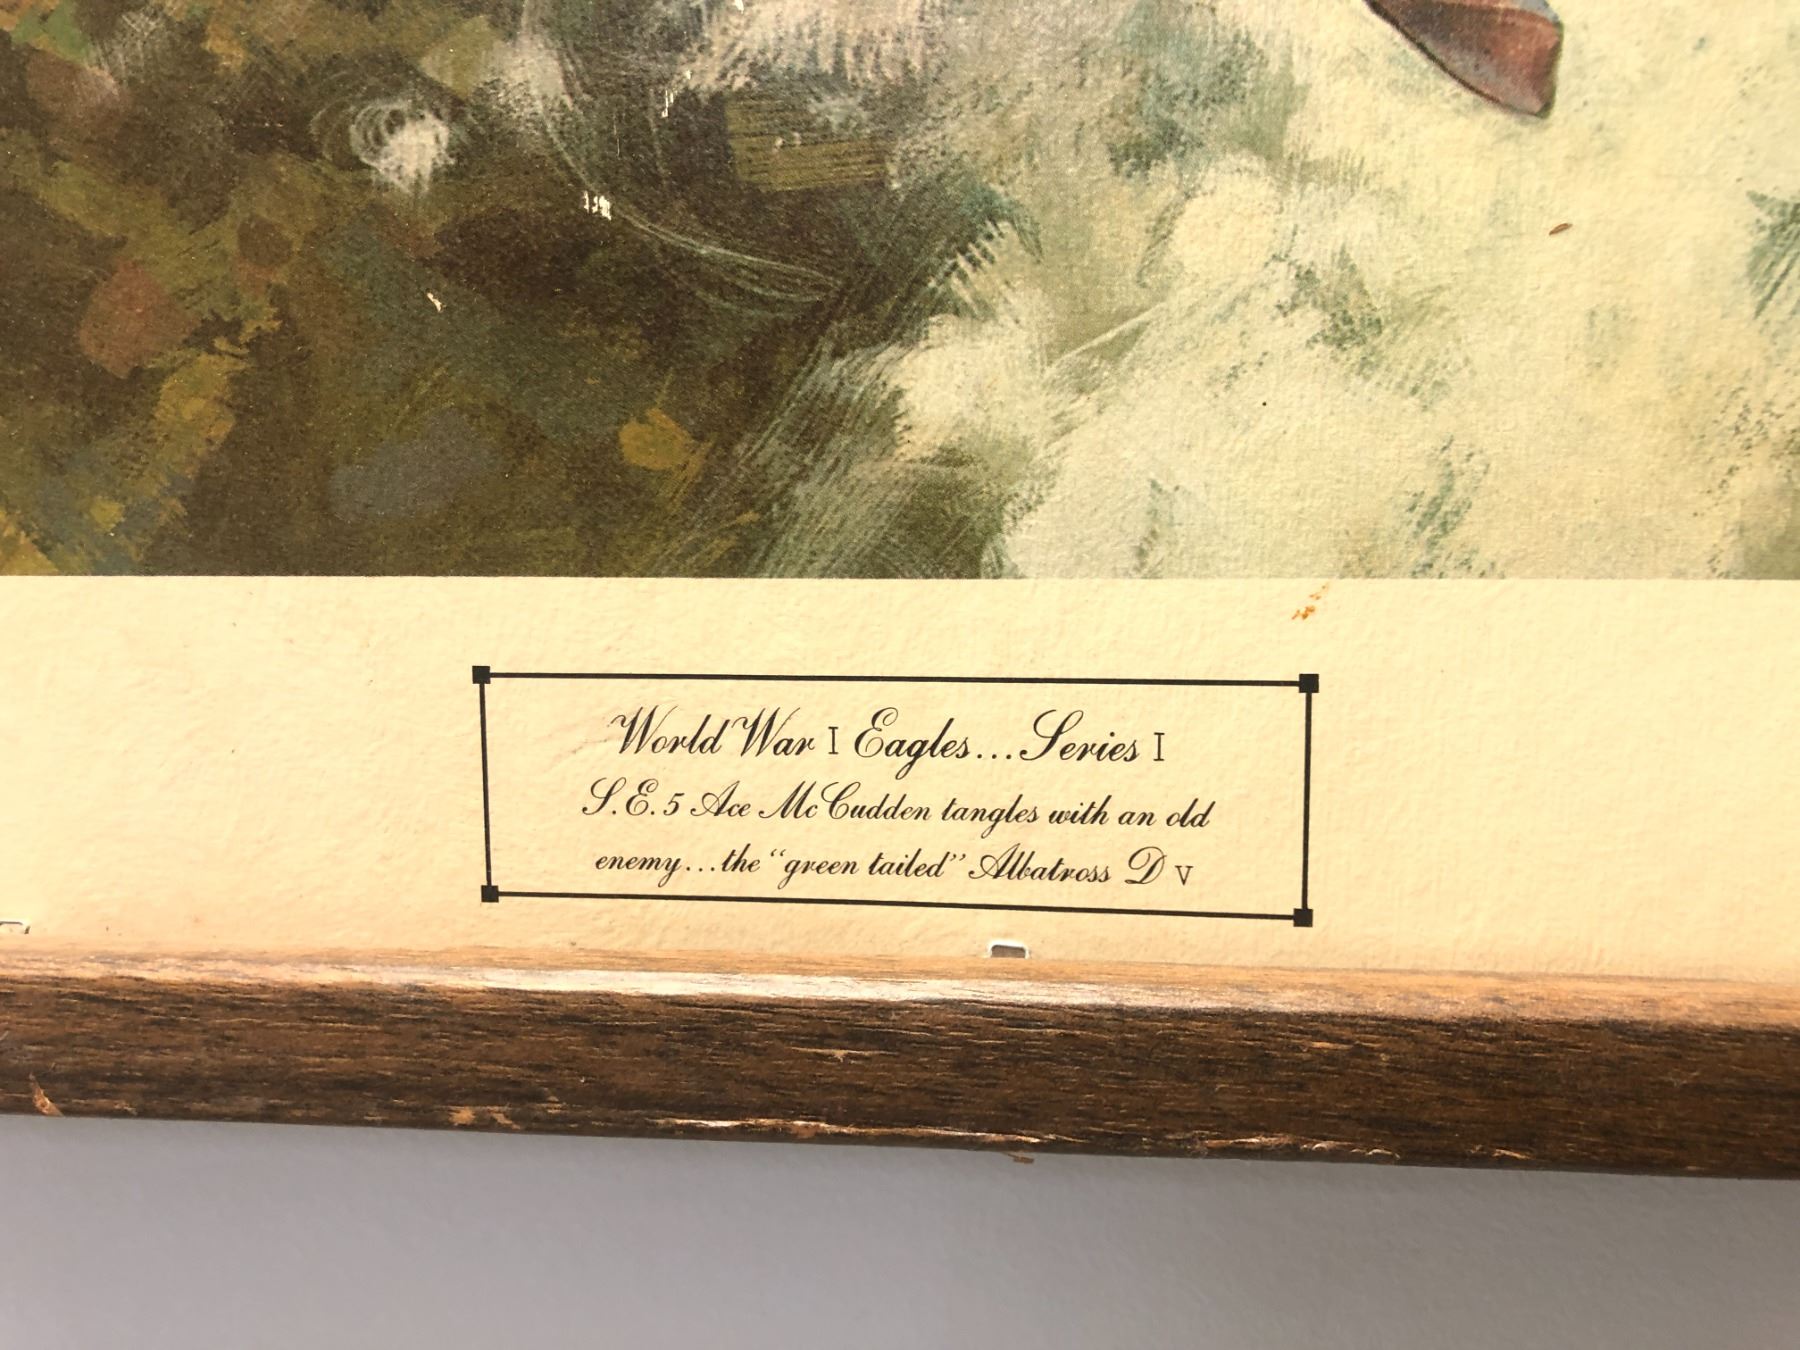 World War I Eagles...Series I
S.E.5 Ace McCudden tangles with an old
enemy...the “green tailed” Albatross D V